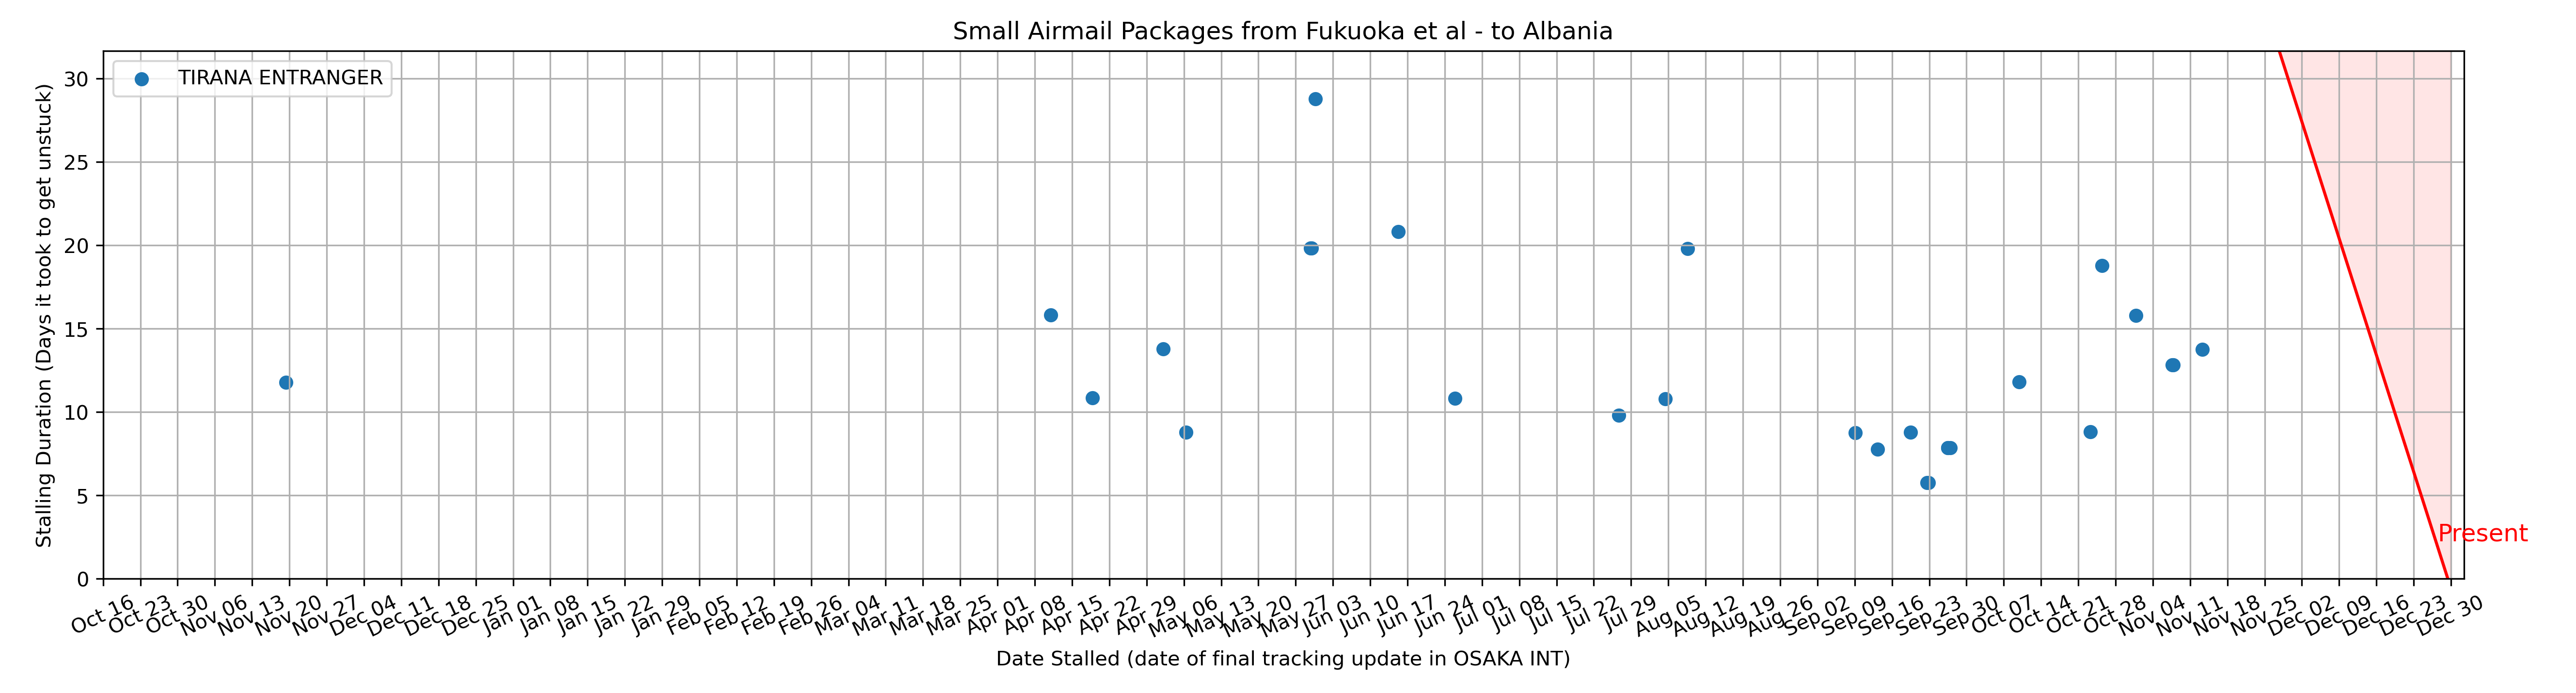 Small Airmail Packages from Fukuoka et al - to Albania
TIRANA ENTRANGER
Stalling Duration (Days it took to get unstuck)
30
25
20
15
10
5
0
Present
Oct 16 Oct 23 Oct 30 Nov 06 Nov 13 Nov 20 Nov 27 Dec 04 Dec 11 Dec 18 Dec 25 Jan 01 Jan 08 Jan 15 Jan 22 Jan 29 Feb 05 Feb 12 Feb 19 Feb 26 Mar 04 Mar 11 Mar 18 Mar 25 Apr 01 Apr 08 Apr 15 Apr 22 Apr 29 May 06 May 13 May 20 May 27 Jun 03 Jun 10 Jun 17 Jun 24 Jul 01 Jul 08 Jul 15 Jul 22 Jul 29 Aug 05 Aug 12 Aug 19 Aug 26 Sep 02 Sep 09 Sep 16 Sep 23 Sep 30 Oct 07 Oct 14 Oct 21 Oct 28 Nov 04 Nov 11 Nov 18 Nov 25 Dec 02 Dec 09 Dec 16 Dec 23 Dec 30
Date Stalled (date of final tracking update in OSAKA INT)